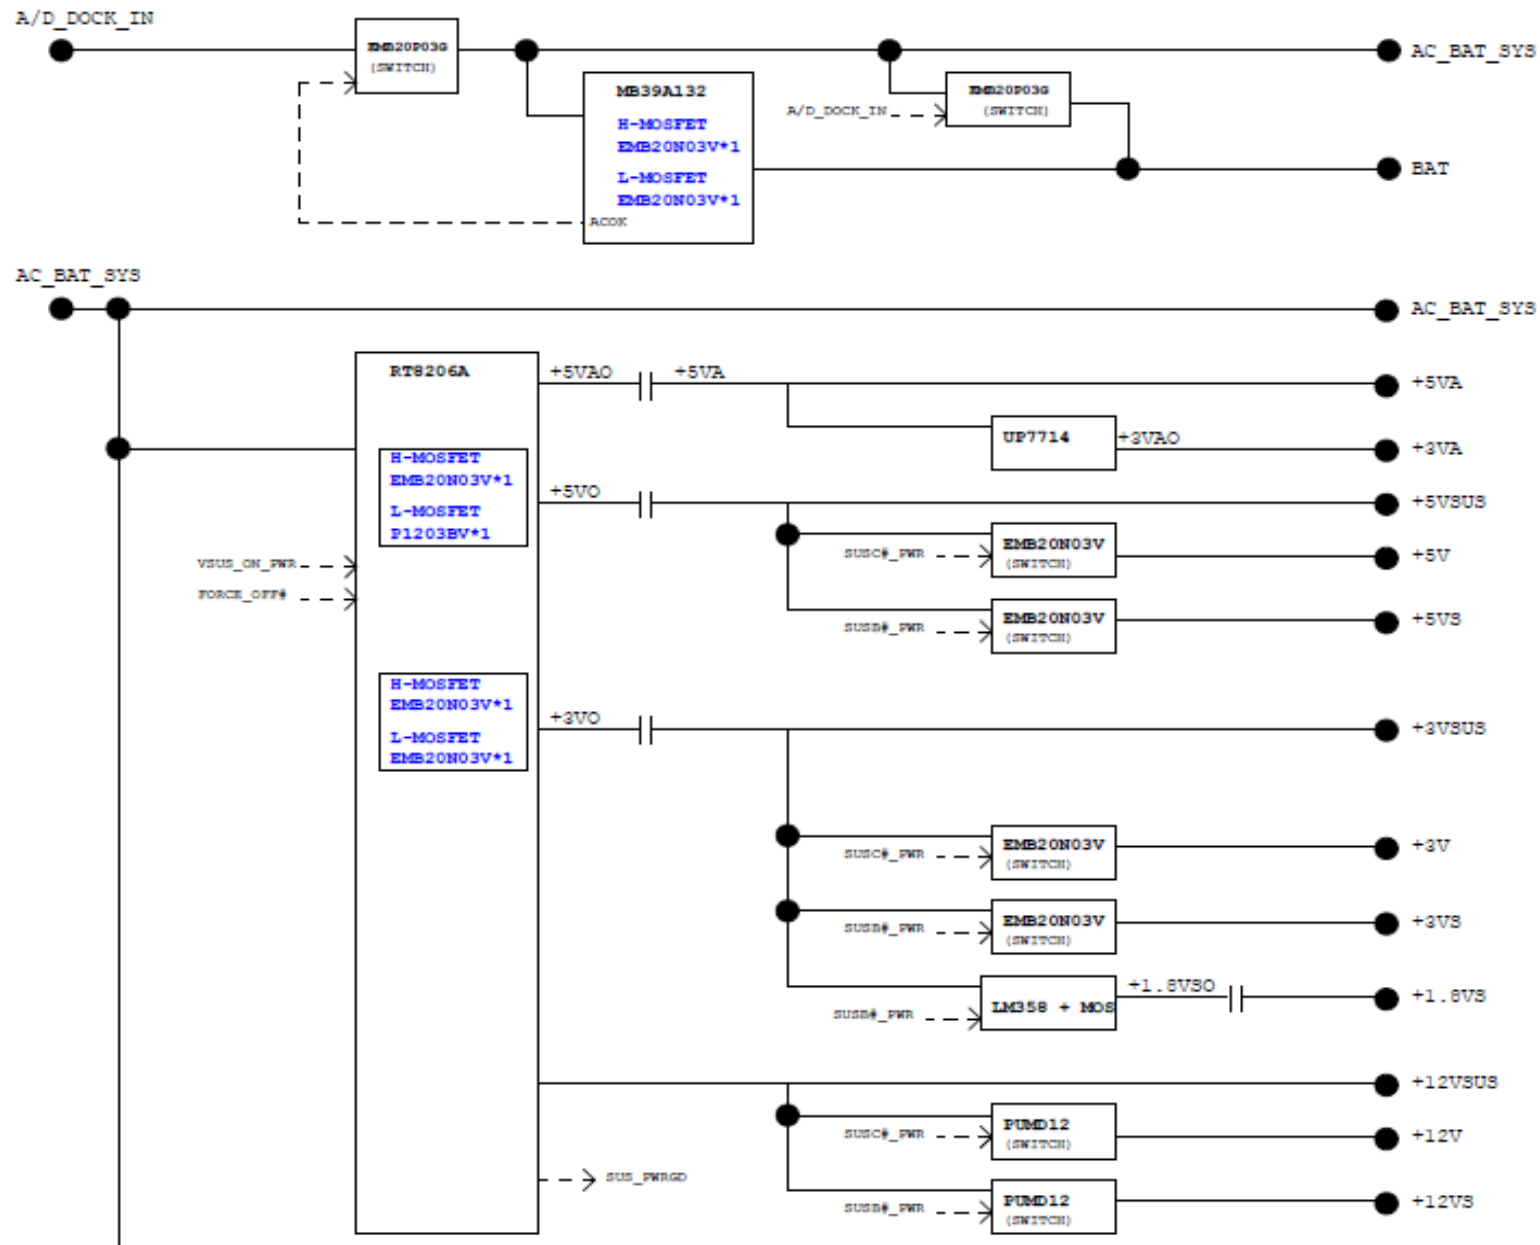 A/D_DOCK_IN
EMB20P03G
(SWITCH)
AC_BAT_SYS
MB39A132
H-MOSFET
EMB20N03V*1
L-MOSFET
EMB20N03V*1
ACOK
EMB20P03G
(SWITCH)
A/D_DOCK_IN
BAT
AC_BAT_SYS
AC_BAT_SYS
RT8206A
+5VAO
+5VA
+5VA
UP7714
+3VAO
+3VA
H-MOSFET
EMB20N03V*1
L-MOSFET
P1203BV*1
+5VO
+5VSUS
SUSC#_PWR
EMB20N03V
(SWITCH)
+5V
VSUS_ON_PWR
FORCE_OFF#
SUSB#_PWR
EMB20N03V
(SWITCH)
+5VS
H-MOSFET
EMB20N03V*1
L-MOSFET
EMB20N03V*1
+3VO
+3VSUS
SUSC#_PWR
EMB20N03V
(SWITCH)
+3V
SUSB#_PWR
EMB20N03V
(SWITCH)
+3VS
SUSB#_PWR
LM358 + MOS
+1.8VSO
+1.8VS
+12VSUS
SUSC#_PWR
PUMD12
(SWITCH)
+12V
SUS_PWRGD
SUSB#_PWR
PUMD12
(SWITCH)
+12VS